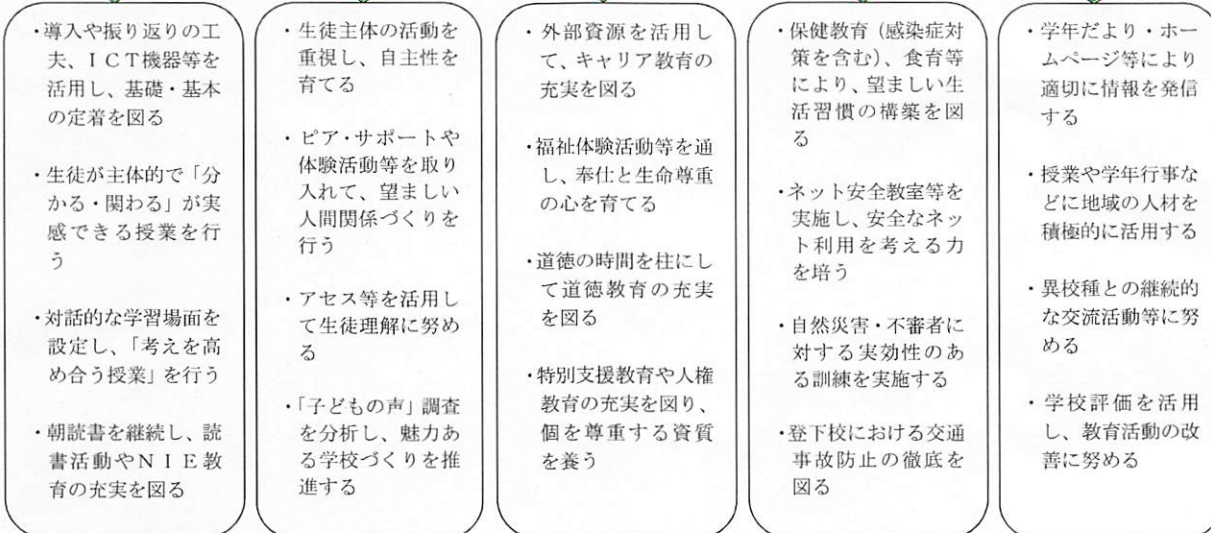 ・導入や振り返りの工
夫、ＩＣＴ機器等を
活用し、基礎・基本
の定着を図る
・生徒が主体的で「分
かる・関わる」が実
感できる授業を行
う
・対話的な学習場面を
設定し、「考えを高
め合う授業」を行う
・朝読書を継続し、読
書活動やＮＩＥ教
育の充実を図る
・生徒主体の活動を
重視し、自主性を
育てる
・ピア・サポートや
体験活動等を取り
入れて、望ましい
人間関係づくりを
行う
・アセス等を活用し
て生徒理解に努め
る
・「子どもの声」調査
を分析し、魅力あ
る学校づくりを推
進する
・外部資源を活用し
て、キャリア教育の
充実を図る
・福祉体験活動等を通
し、奉仕と生命尊重
の心を育てる
・道徳の時間を柱にし
て道徳教育の充実
を図る
・特別支援教育や人権
教育の充実を図り、
個を尊重する資質
を養う
・保健教育（感染症対
策を含む）、食育等
により、望ましい生
活習慣の構築を図
る
・ネット安全教室等を
実施し、安全なネッ
ト利用を考える力
を培う
・自然災害・不審者に
対する実効性のあ
る訓練を実施する
・登下校における交通
事故防止の徹底を
図る
・学年だより・ホー
ムページ等により
適切に情報を発信
する
・授業や学年行事な
どに地域の人材を
積極的に活用する
・異校種との継続的
な交流活動等に努
める
・学校評価を活用
し、教育活動の改
善に努める